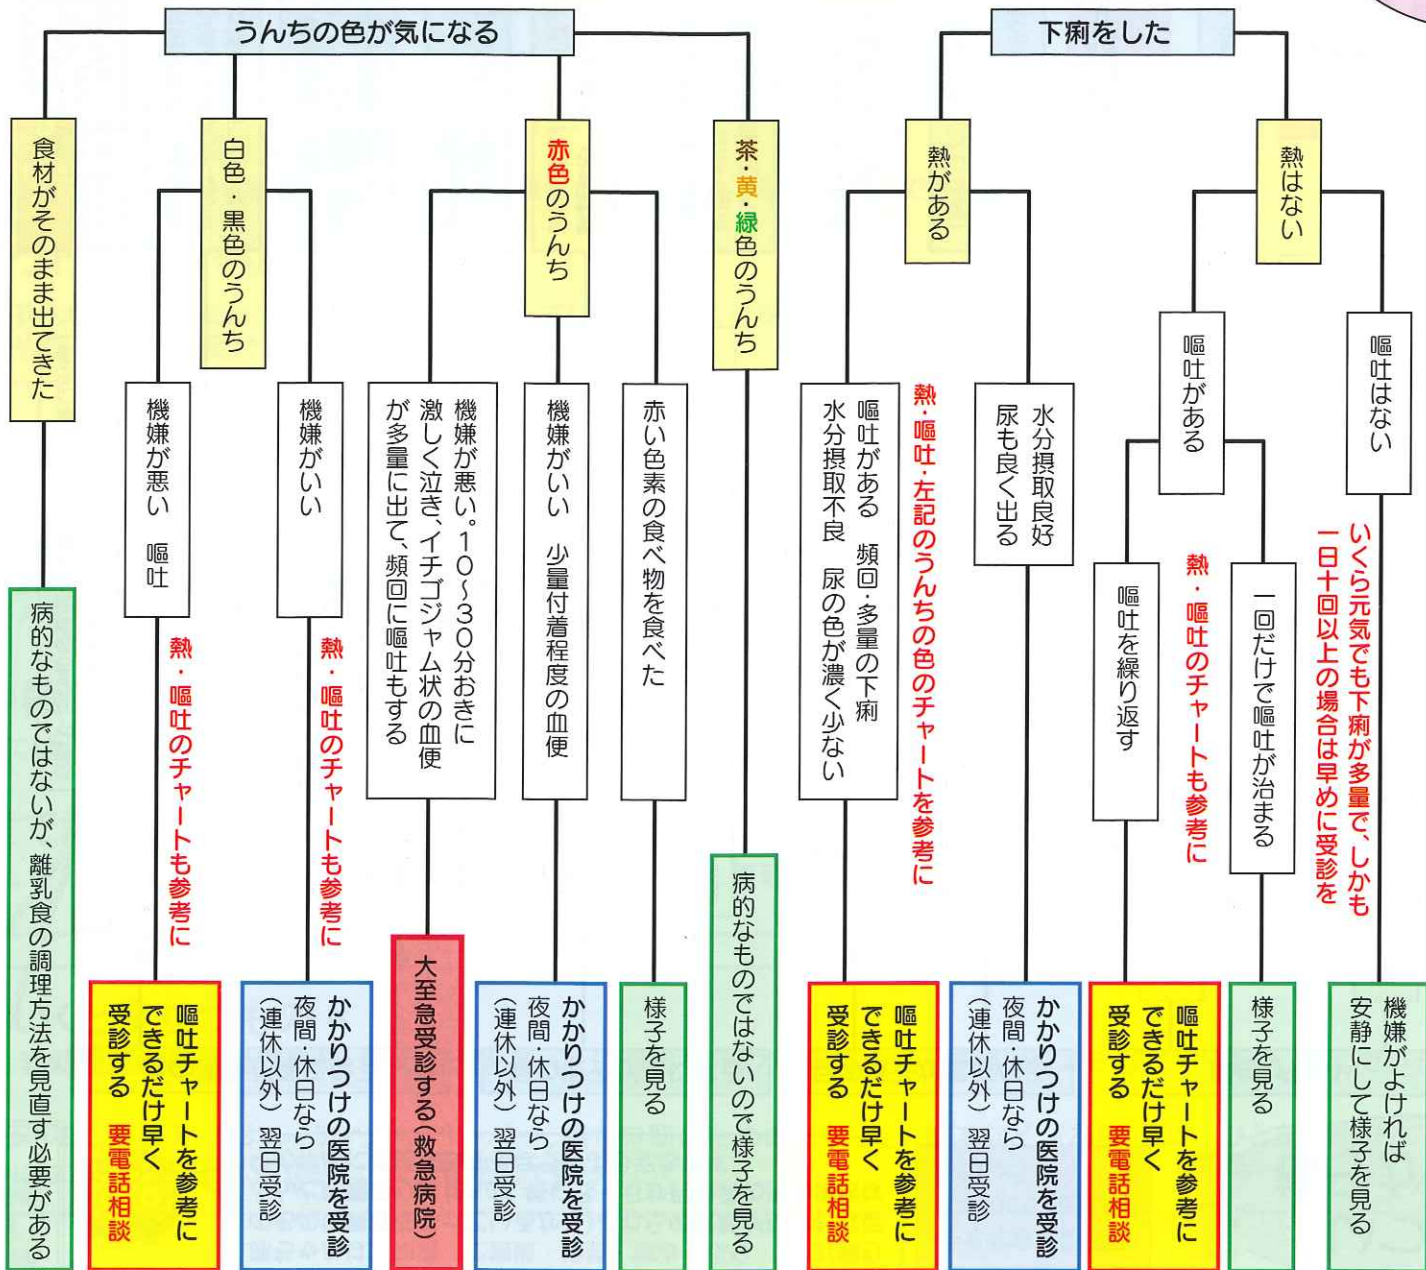 下痢をした
熱はない
嘔吐はない
いくら元気でも下痢が多量で、しかも
一日十回以上の場合は早めに受診を
機嫌がよければ
安静にして様子を見る
嘔吐がある
一回だけで嘔吐が治まる
様子を見る
熱・嘔吐のチャートも参考に
嘔吐を繰り返す
嘔吐チャートを参考に
できるだけ早く
受診する 要電話相談
熱がある
水分摂取良好
尿も良く出る
かかりつけの医院を受診
夜間・休日なら
（連休以外）翌日受診
熱・嘔吐・左記のうんちの色のチャートを参考に
嘔吐がある 頻回・多量の下痢
水分摂取不良 尿の色が濃く少ない
嘔吐チャートを参考に
できるだけ早く
受診する 要電話相談
うんちの色が気になる
茶・黄・緑色のうんち
病的なものではないので様子を見る
赤色のうんち
赤い色素の食べ物を食べた
様子を見る
機嫌がいい 少量付着程度の血便
かかりつけの医院を受診
夜間・休日なら
（連休以外）翌日受診
機嫌が悪い。10～30分おきに
激しく泣き、イチゴジャム状の血便
が多量に出て、頻回に嘔吐もする
大至急受診する（救急病院）
白色・黒色のうんち
機嫌がいい
熱・嘔吐のチャートも参考に
かかりつけの医院を受診
夜間・休日なら
（連休以外）翌日受診
機嫌が悪い 嘔吐
熱・嘔吐のチャートも参考に
嘔吐チャートを参考に
できるだけ早く
受診する 要電話相談
食材がそのまま出てきた
病的なものではないが、離乳食の調理方法を見直す必要がある